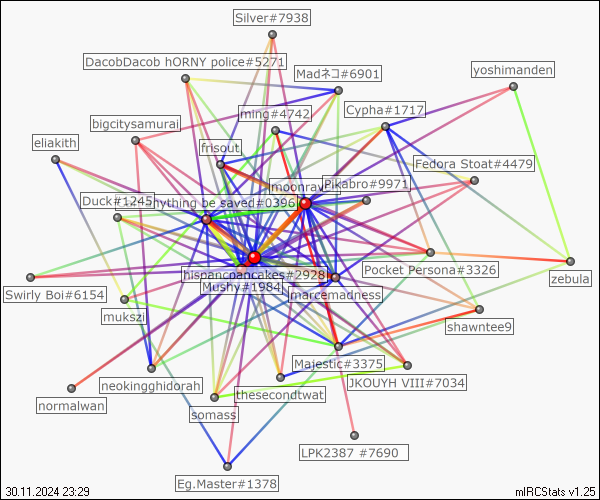 Silver#7938
DacobDacob hORNY police#5271
Madネコ#6901
yoshimanden
ming#4742
Cypha#1717
bigcitysamurai
eliakith
frisout
Fedora Stoat#4479
Pikabro#9971
Duck#1245
ything be saved#0396
moonrav
hispanicpancakes#2928
Pocket Persona#3326
zebula
Swirly Boi#6154
Mushy#1984
marcemadness
mukszi
shawntee9
Majestic#3375
neokingghidorah
JKOUYH VIII#7034
thesecondtwat
normalwan
somass
LPK2387 #7690
Eg.Master#1378
30.11.2024 23:29
mIRCStats v1.25